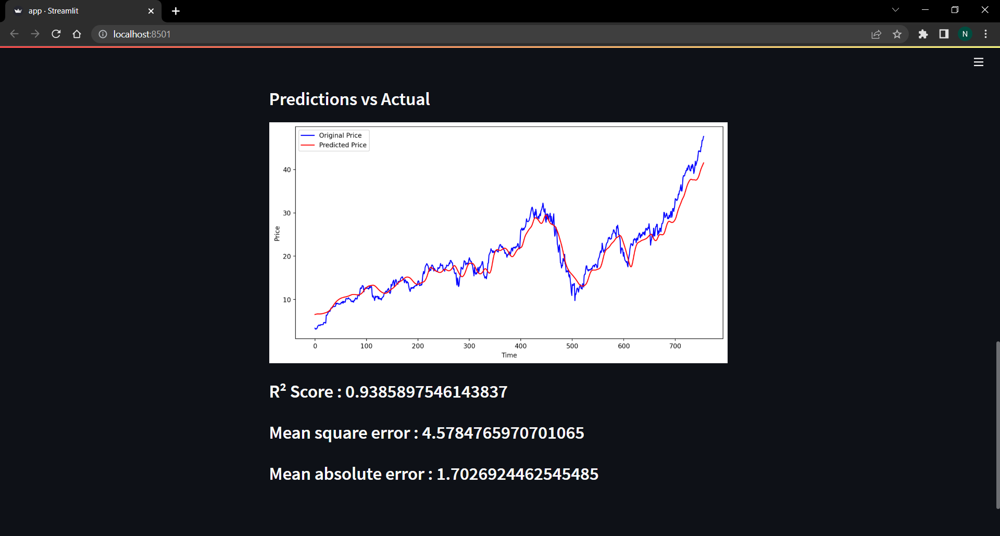 app · Streamlit
localhost:8501
N
Predictions vs Actual
Original Price
Predicted Price
40
30
20
10
Price
0 100 200 300 400 500 600 700
Time
R² Score : 0.9385897546143837
Mean square error : 4.5784765970701065
Mean absolute error : 1.7026924462545485